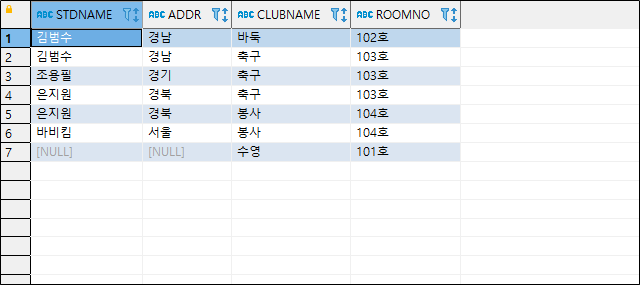 ABC STDNAME ABC ADDR ABC CLUBNAME ABC ROOMNO
1 김범수 경남 바둑 102호
2 김범수 경남 축구 103호
3 조용필 경기 축구 103호
4 은지원 경북 축구 103호
5 은지원 경북 봉사 104호
6 바비킴 서울 봉사 104호
7 [NULL] [NULL] 수영 101호